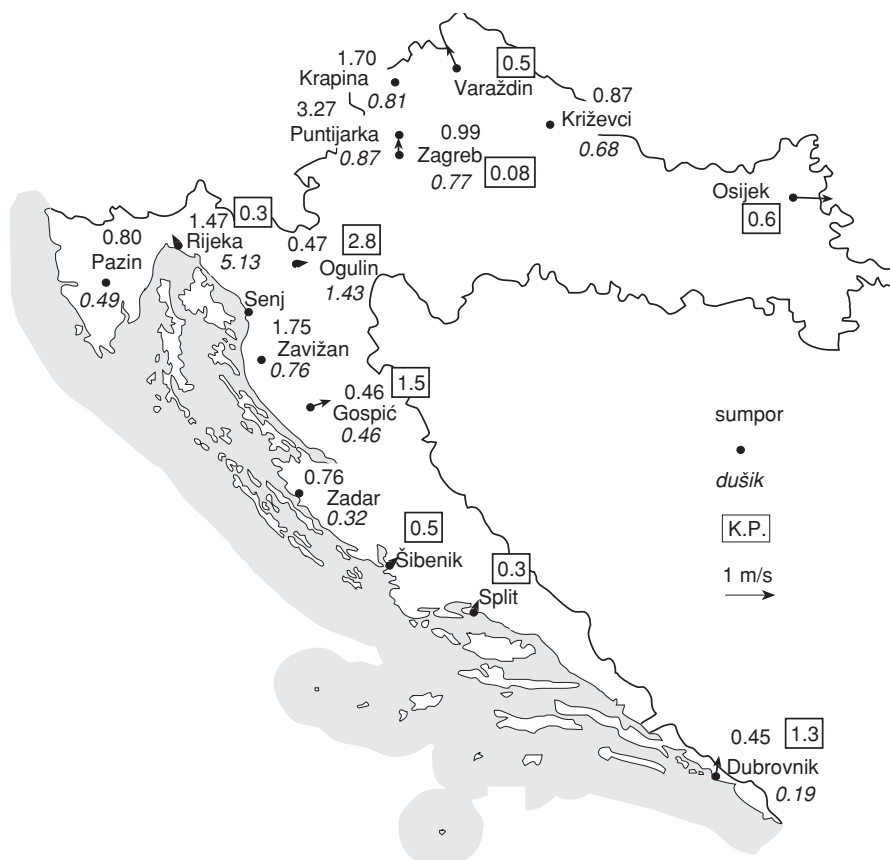 1.70
Krapina
0.81
0.5
Varaždin
3.27
Puntijarka
0.87
0.87
Križevci
0.68
0.99
Zagreb
0.77
0.08
Osijek
0.6
0.80
Pazin
0.49
1.47
0.3
Rijeka
5.13
0.47
2.8
Ogulin
1.43
Senj
1.75
Zavižan
0.76
0.46
1.5
Gospić
0.46
0.76
Zadar
0.32
0.5
Šibenik
0.3
Split
0.45
1.3
Dubrovnik
0.19
sumpor
dušik
K.P.
1 m/s